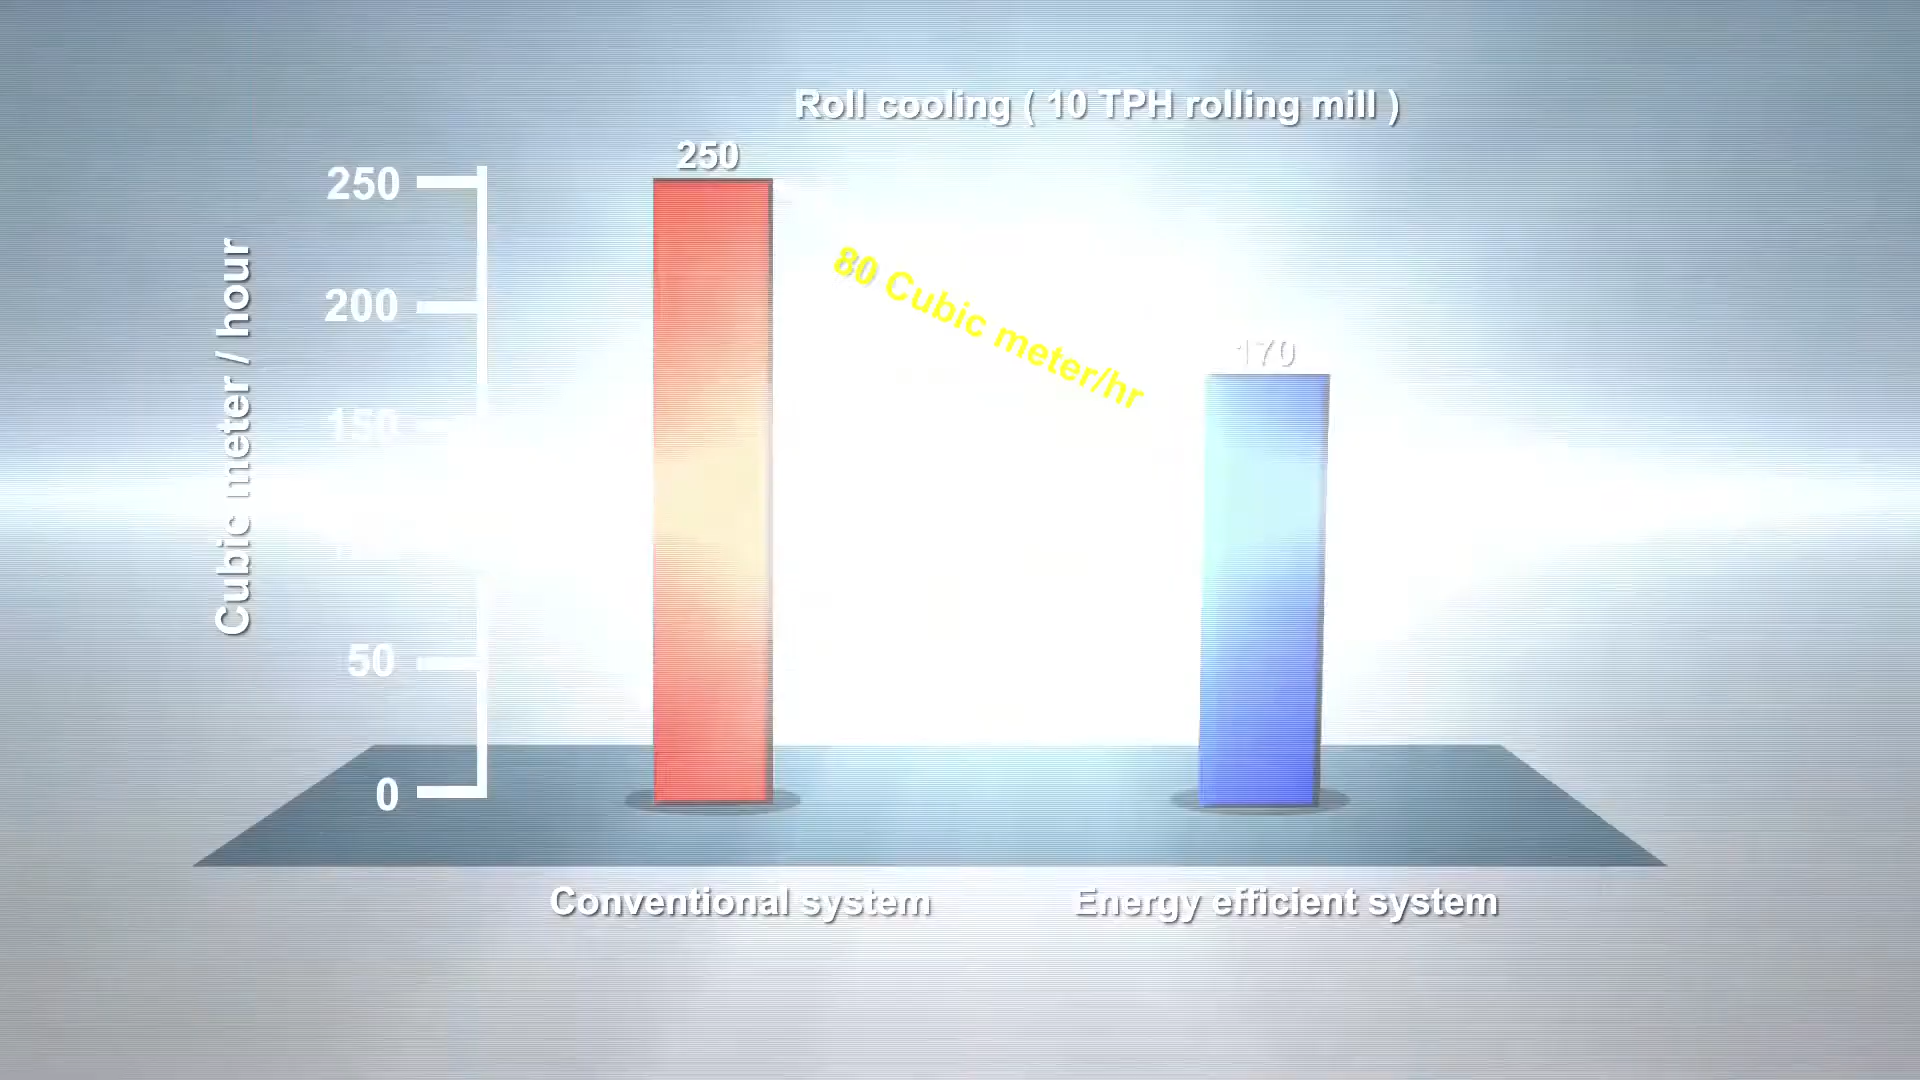 Roll cooling ( 10 TPH rolling mill )
250
250
200
80 Cubic meter/hr
170
150
Cubic meter / hour
50
0
Conventional system
Energy efficient system